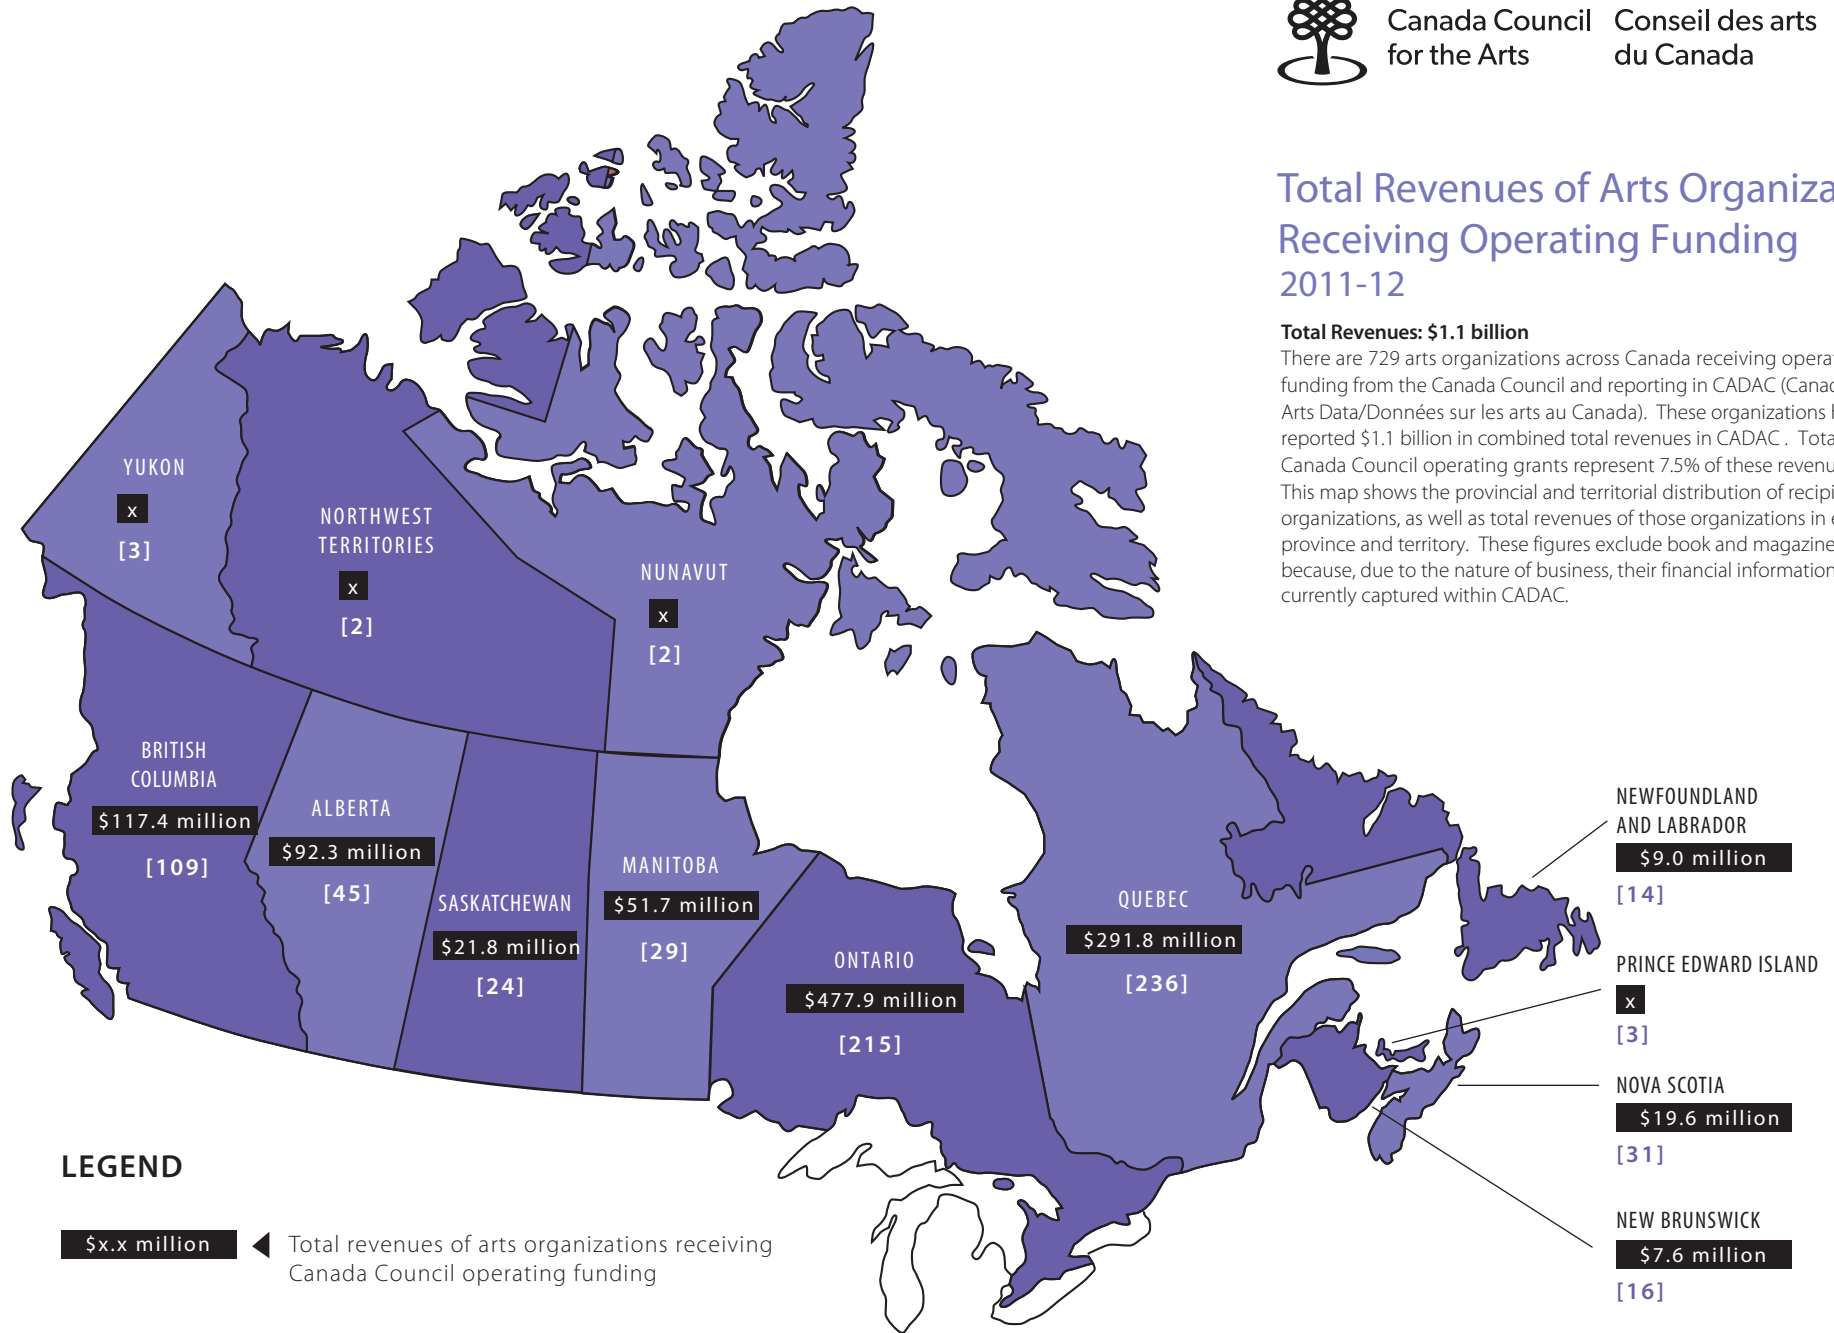 Canada Council
for the Arts
Conseil des arts
du Canada
Total Revenues of Arts
Receiving Operating Funding
2011-12
Total Revenues: $1.1 billion
There are 729 arts organizations across Canada receiving
funding from the Canada Council and reporting in CADAC
Arts Data/Données sur les arts au Canada). These organizations
reported $1.1 billion in combined total revenues in CADAC . Total
Canada Council operating grants represent 7.5% of these
This map shows the provincial and territorial distribution of
organizations, as well as total revenues of those organizations in
province and territory. These figures exclude book and magazine
because, due to the nature of business, their financial information
currently captured within CADAC.
YUKON
x
[3]
NORTHWEST
TERRITORIES
x
[2]
NUNAVUT
x
[2]
BRITISH
COLUMBIA
$117.4 million
[109]
ALBERTA
$92.3 million
[45]
SASKATCHEWAN
$21.8 million
[24]
MANITOBA
$51.7 million
[29]
ONTARIO
$477.9 million
[215]
QUEBEC
$291.8 million
[236]
NEWFOUNDLAND
AND LABRADOR
$9.0 million
[14]
PRINCE EDWARD ISLAND
x
[3]
NOVA SCOTIA
$19.6 million
[31]
NEW BRUNSWICK
$7.6 million
[16]
LEGEND
$x.x million
Total revenues of arts organizations receiving
Canada Council operating funding